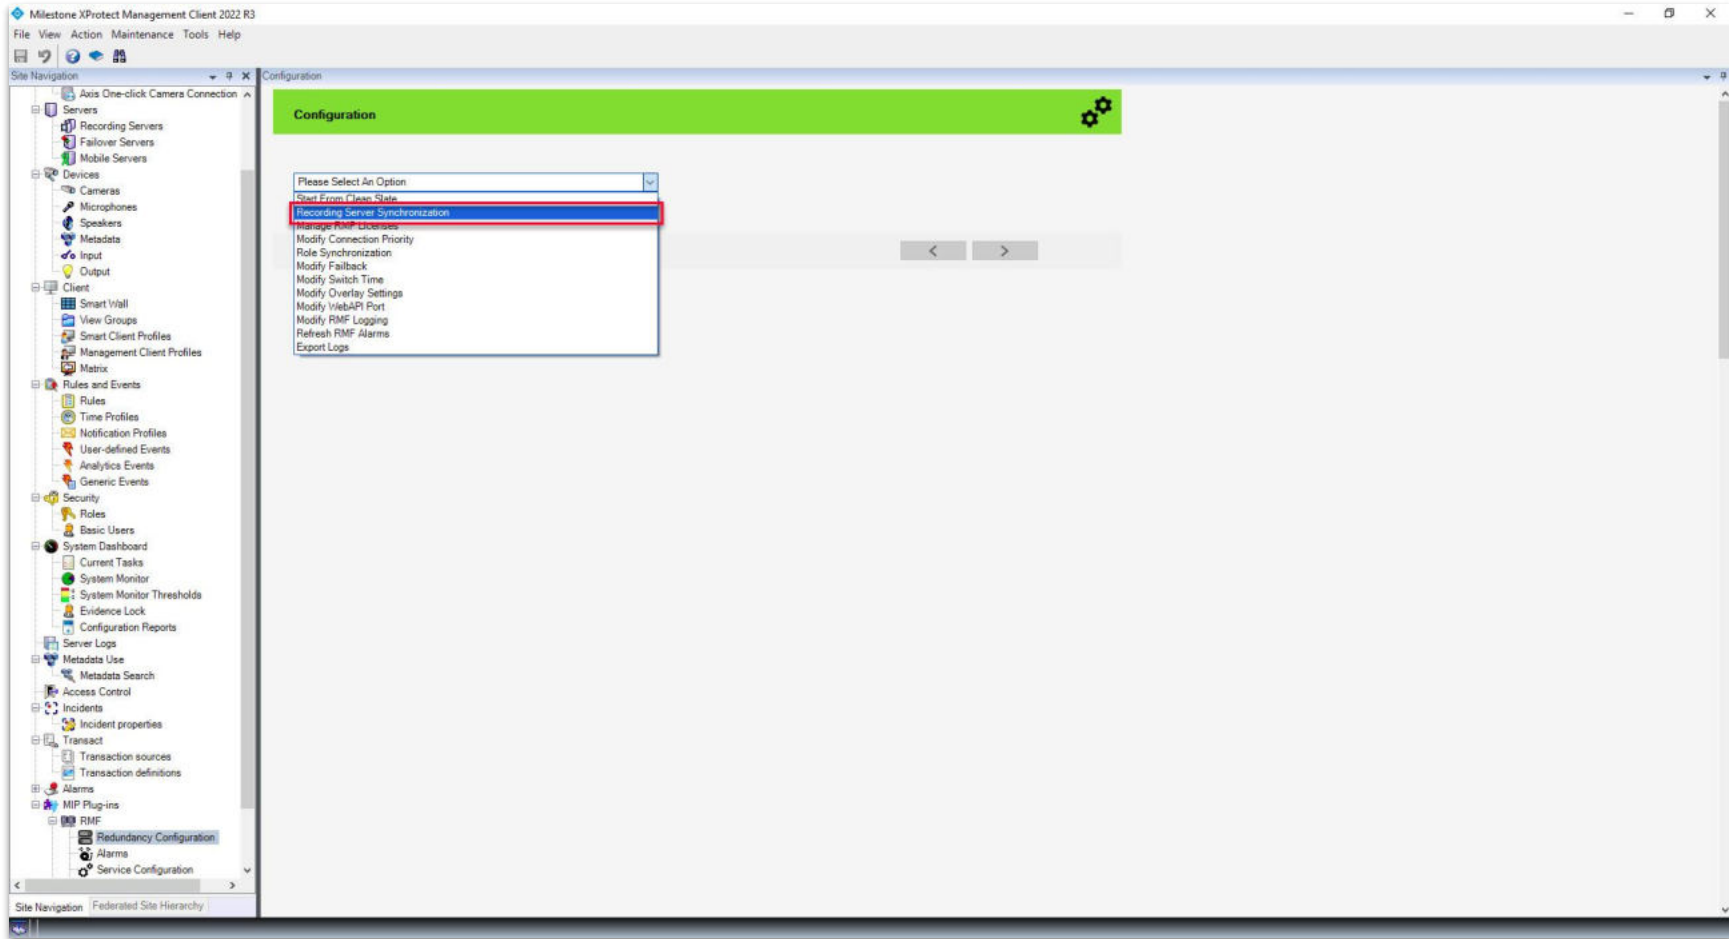 Milestone XProtect Management Client 2022 R3
File View Action Maintenance Tools Help
Site Navigation
Configuration
Axis One-click Camera Connection
Servers
Recording Servers
Failover Servers
Mobile Servers
Devices
Cameras
Microphones
Speakers
Metadata
Input
Output
Client
Smart Wall
View Groups
Smart Client Profiles
Management Client Profiles
Matrix
Rules and Events
Rules
Time Profiles
Notification Profiles
User-defined Events
Analytics Events
Generic Events
Security
Roles
Basic Users
System Dashboard
Current Tasks
System Monitor
System Monitor Thresholds
Evidence Lock
Configuration Reports
Server Logs
Metadata Use
Metadata Search
Access Control
Incidents
Incident properties
Transact
Transaction sources
Transaction definitions
Alarms
MIP Plug-ins
RMF
Redundancy Configuration
Alarms
Service Configuration
Site Navigation Federated Site Hierarchy
Configuration
Please Select An Option
Start From Clean Slate
Recording Server Synchronization
Manage RMF Licenses
Modify Connection Priority
Role Synchronization
Modify Failback
Modify Switch Time
Modify Overlay Settings
Modify WebAPI Port
Modify RMF Logging
Refresh RMF Alarms
Export Logs